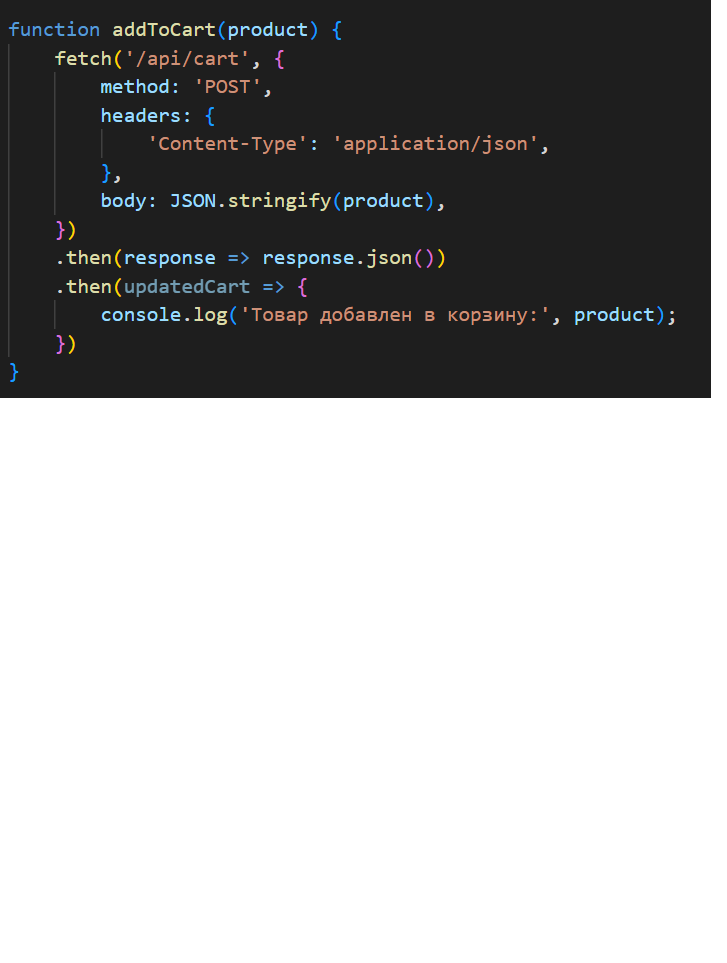 function addToCart(product) {
    fetch('/api/cart', {
        method: 'POST',
        headers: {
            'Content-Type': 'application/json',
        },
        body: JSON.stringify(product),
    })
    .then(response => response.json())
    .then(updatedCart => {
        console.log('Товар добавлен в корзину:', product);
    })
}